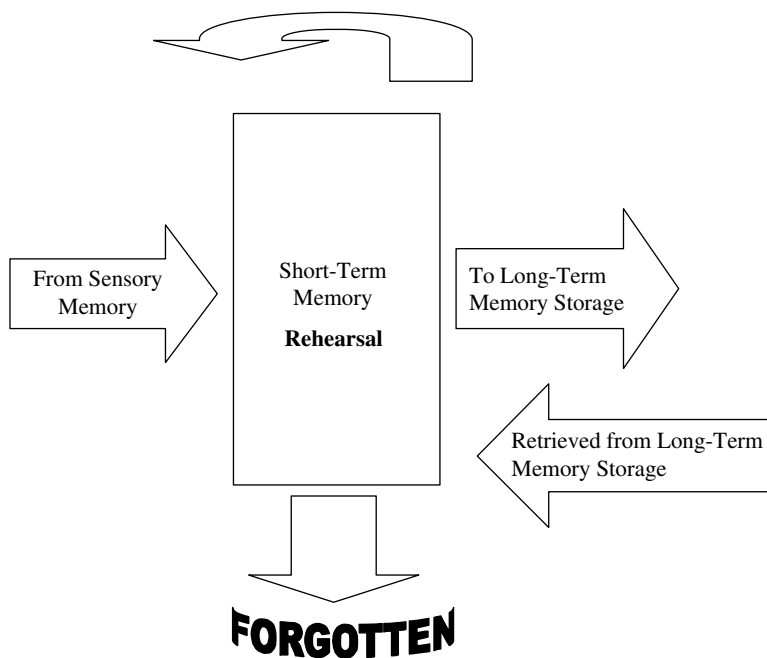 From Sensory
Memory
Short-Term
Memory
Rehearsal
To Long-Term
Memory Storage
Retrieved from Long-Term
Memory Storage
FORGOTTEN